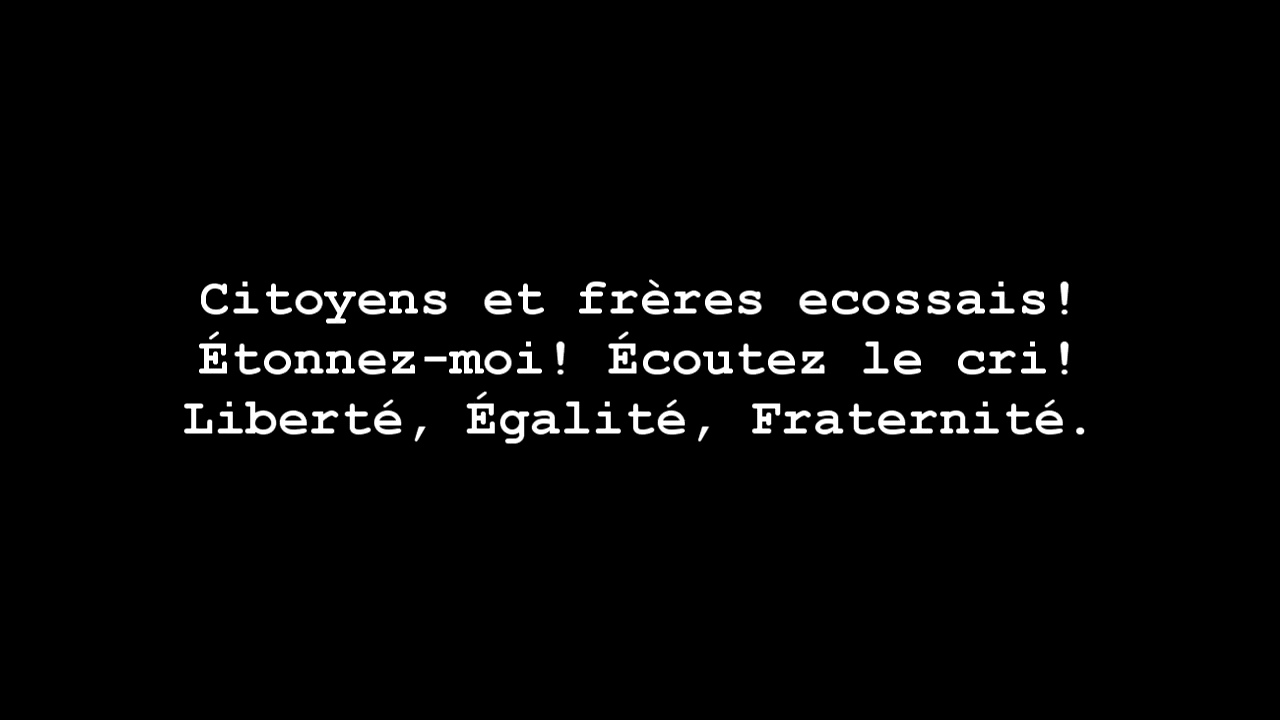 Citoyens et frères ecossais!
Étonnez-moi! Écoutez le cri!
Liberté, Égalité, Fraternité.